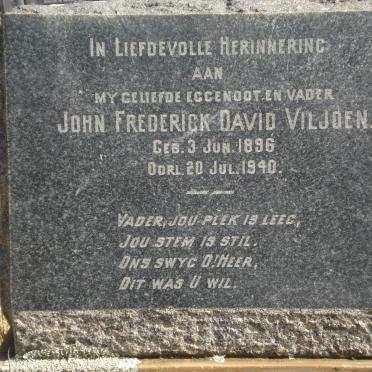 In Liefdevolle Herinnering
aan
my geliefde eggenoot en vader
John Frederick David Viljoen.
Geb. 3 Jun. 1896
Oorl. 20 Jul. 1940.
Vader, jou plek is leeg,
Jou stem is stil.
Ons swyg O! Heer,
Dit was U wil.